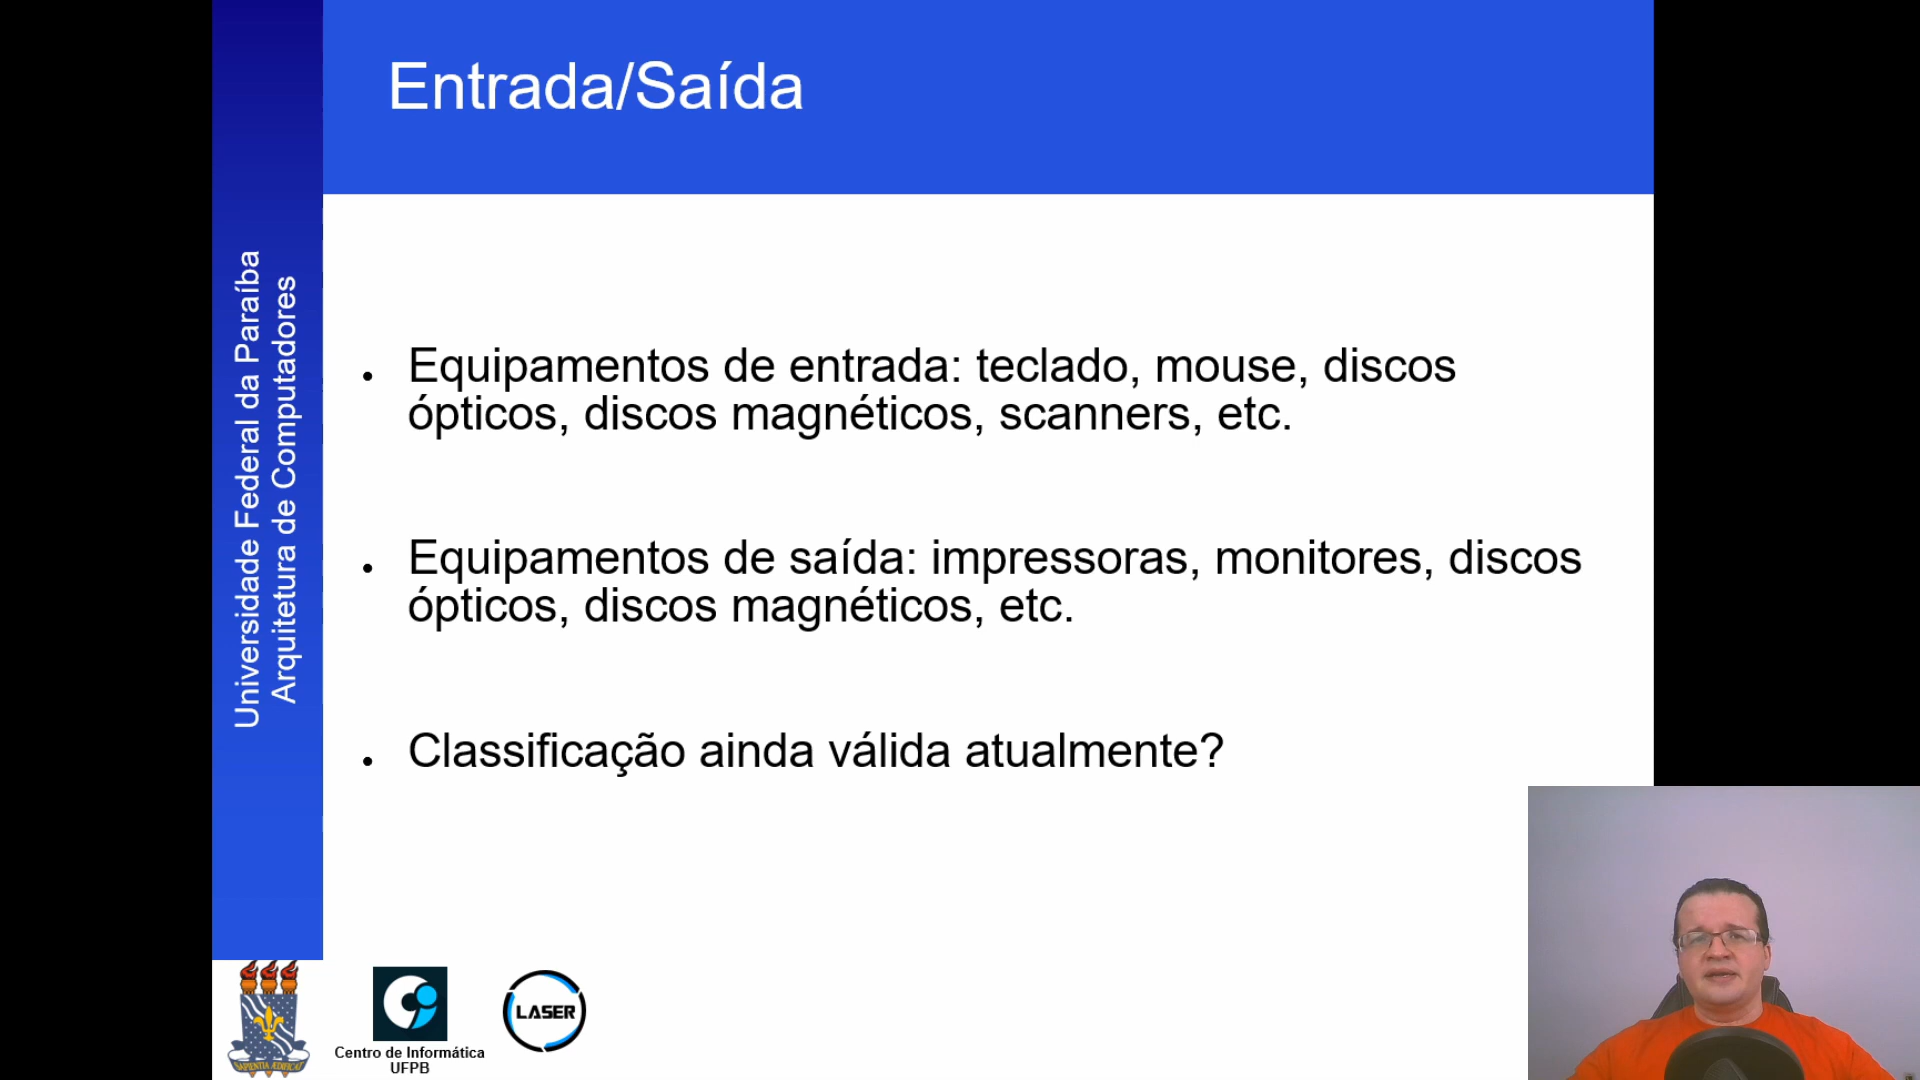 Entrada/Saída
Universidade Federal da Paraíba
Arquitetura de Computadores
Equipamentos de entrada: teclado, mouse, discos
ópticos, discos magnéticos, scanners, etc.
Equipamentos de saída: impressoras, monitores, discos
ópticos, discos magnéticos, etc.
Classificação ainda válida atualmente?
SAPIENTIA ÆDIFICAT
Centro de Informática
UFPB
LASER